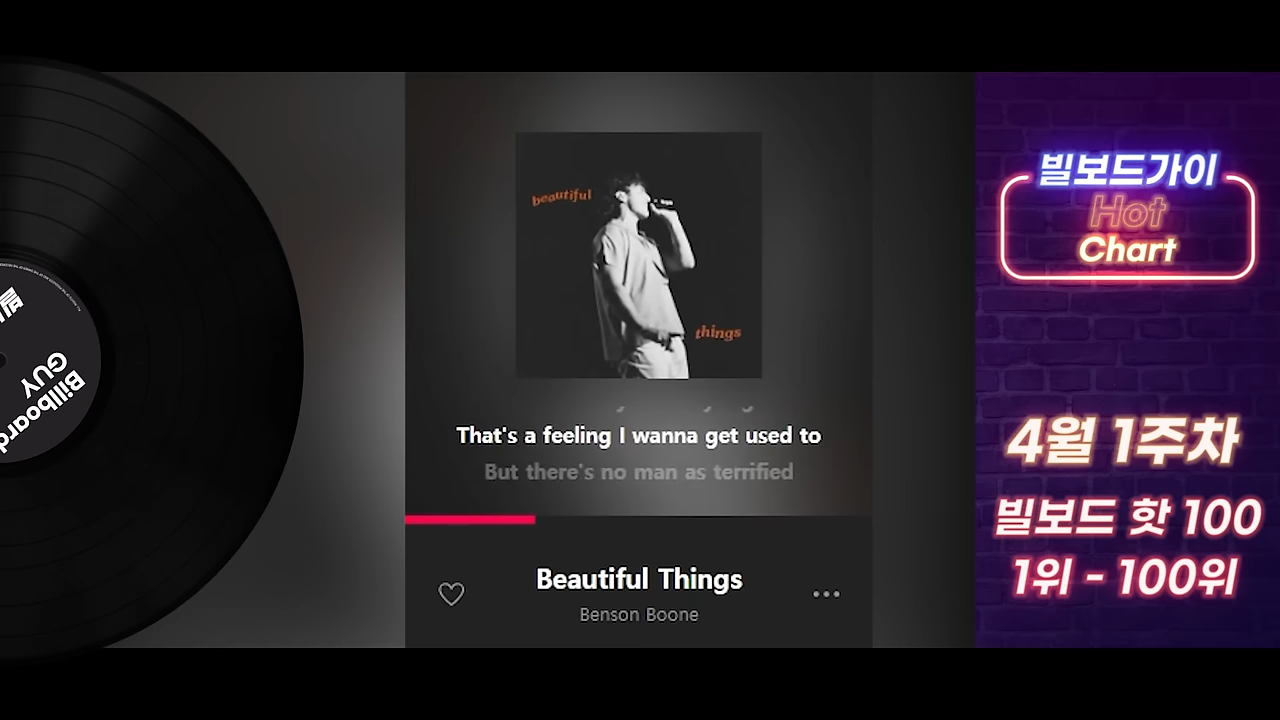 Billboard
GUY
beautiful
things
That's a feeling I wanna get used to
But there's no man as terrified
Beautiful Things
Benson Boone
빌보드가이
Hot
Chart
4월 1주차
빌보드 핫 100
1위 - 100위